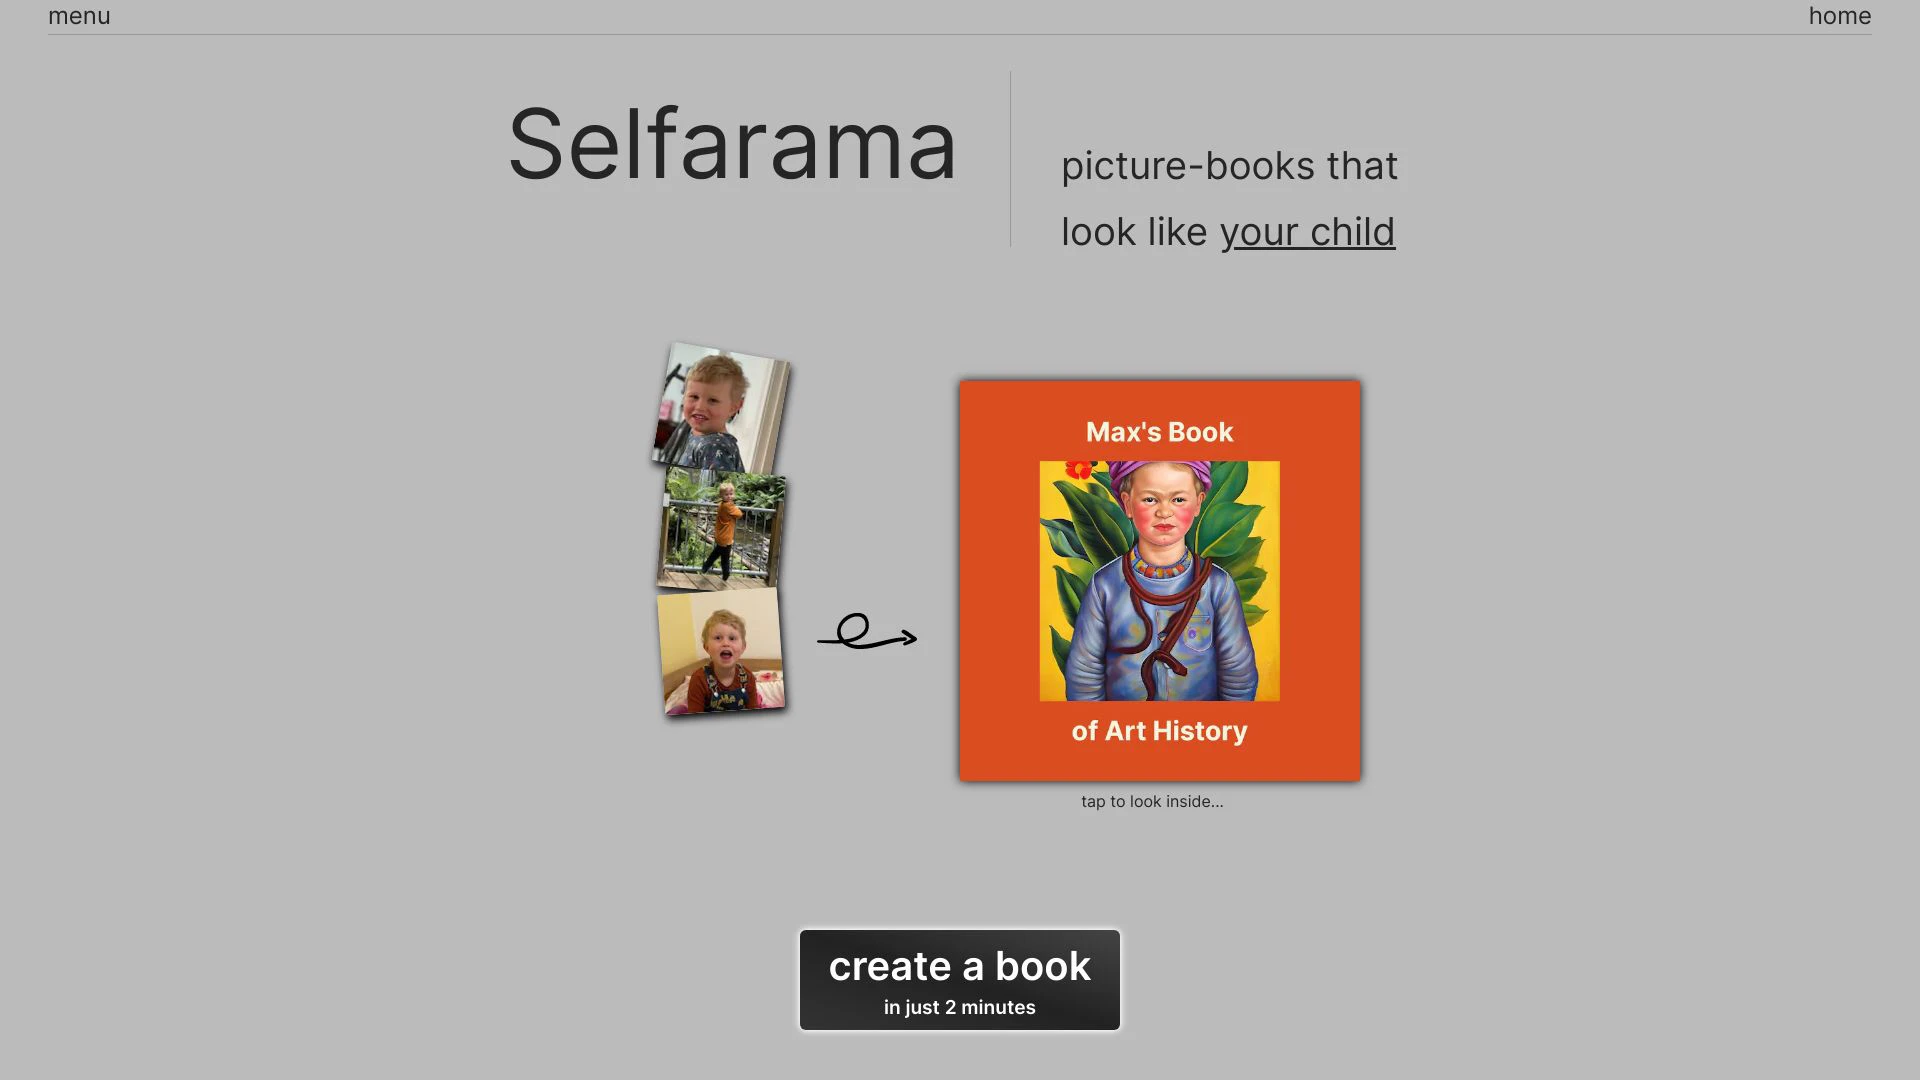 menu
home
Selfarama
picture-books that
look like your child
Max's Book
of Art History
tap to look inside...
create a book
in just 2 minutes